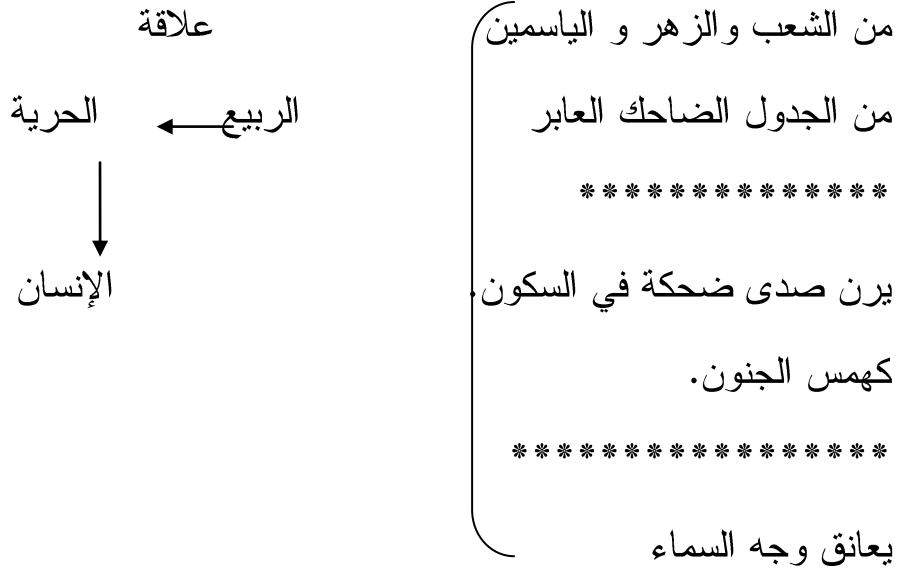 من الشعب والزهر و الياسمين
علاقة
من الجدول الضاحك العابر
الربيع الحرية
**************
يرن صدى ضحكة في السكون.
الإنسان
كهمس الجنون.
*****************
يعانق وجه السماء